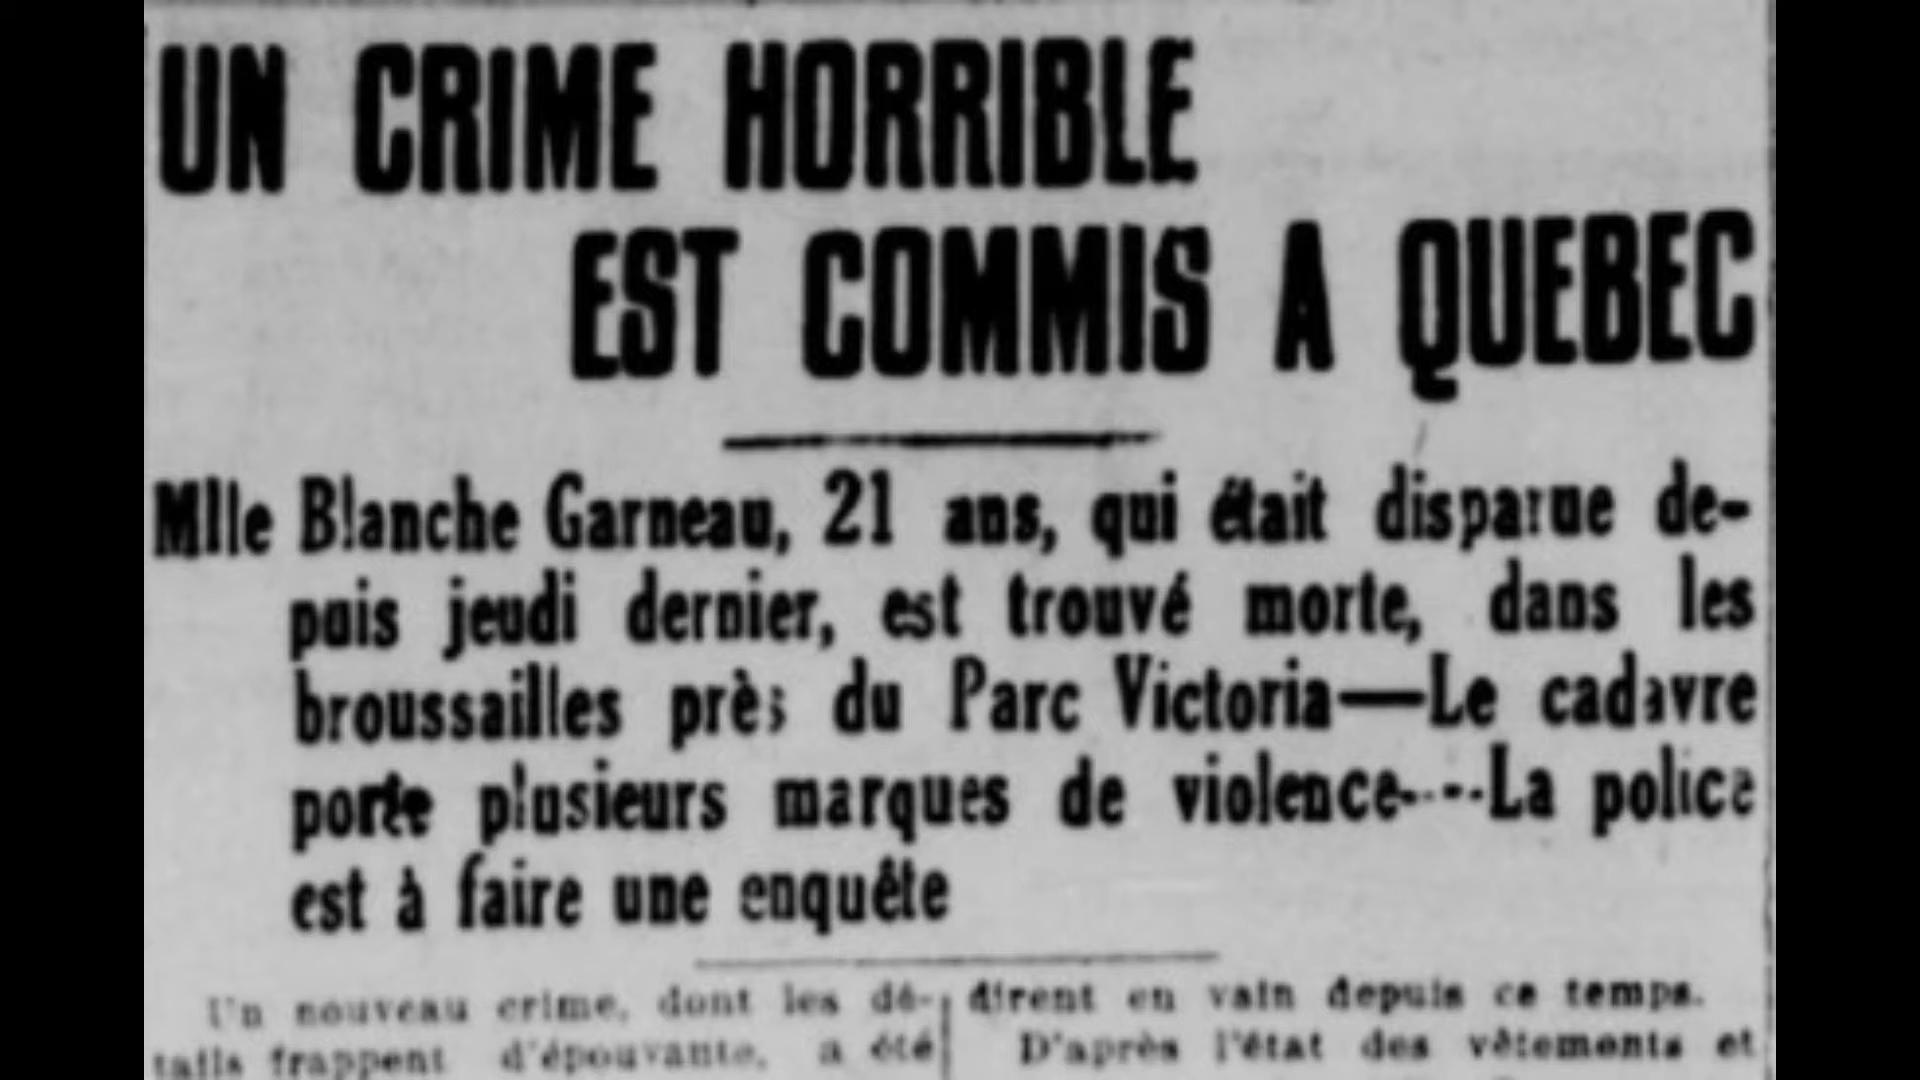 UN CRIME HORRIBLE
EST COMMIS A QUEBEC
Mlle Blanche Garneau, 21 ans, qui était disparue de-
puis jeudi dernier, est trouvé morte, dans les
broussailles près du Parc Victoria—Le cadavre
porte plusieurs marques de violence----La police
est à faire une enquête
Un nouveau crime, dont les dé-
tails frappent d'épouvante, a été
dirent en vain depuis ce temps.
D'après l'état des vêtements et